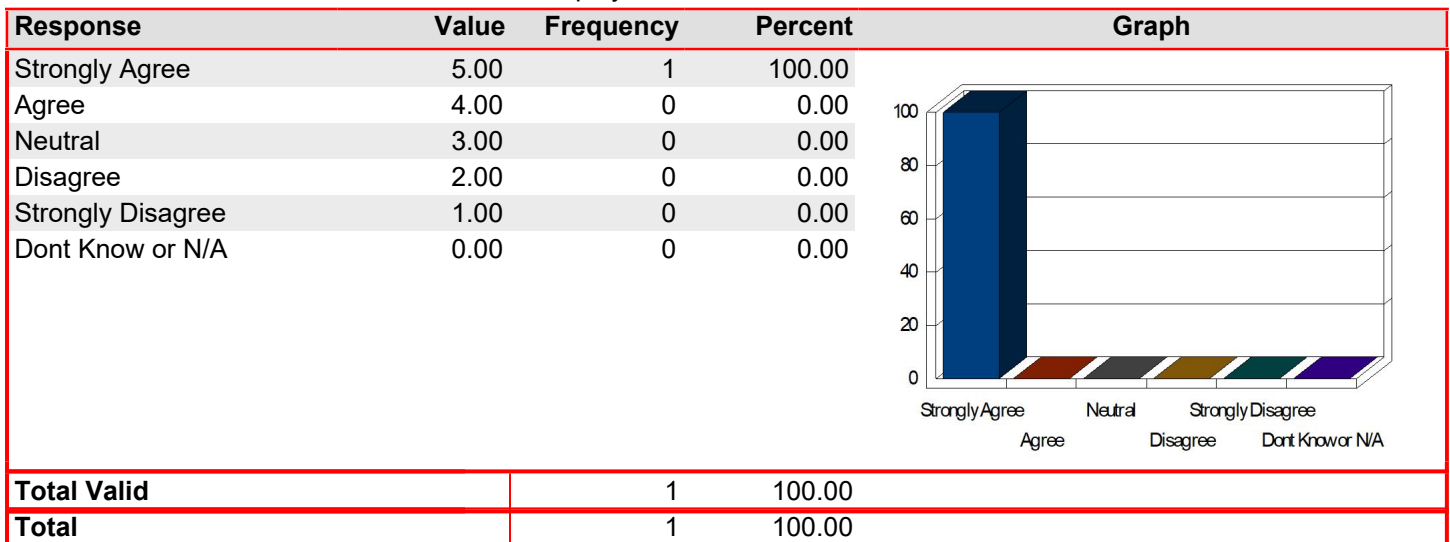 Response Value Frequency Percent Graph
Strongly Agree 5.00 1 100.00
Agree 4.00 0 0.00
Neutral 3.00 0 0.00
Disagree 2.00 0 0.00
Strongly Disagree 1.00 0 0.00
Dont Know or N/A 0.00 0 0.00
100
80
60
40
20
0
Strongly Agree Neutral Strongly Disagree
Agree Disagree Dont Know or N/A
Total Valid 1 100.00
Total 1 100.00